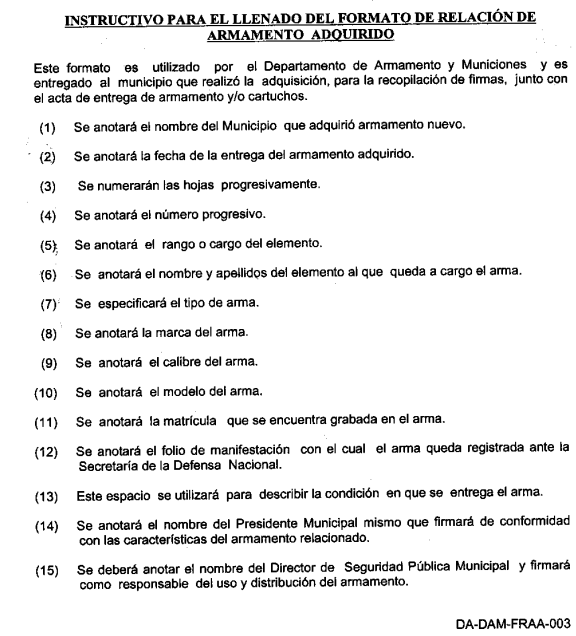 INSTRUCTIVO PARA EL LLENADO DEL FORMATO DE RELACIÓN DE
ARMAMENTO ADQUIRIDO
Este formato es utilizado por el Departamento de Armamento y Municiones y es
entregado al municipio que realizó la adquisición, para la recopilación de firmas, junto con
el acta de entrega de armamento y/o cartuchos.
(1) Se anotará el nombre del Municipio que adquirió armamento nuevo.
(2) Se anotará la fecha de la entrega del armamento adquirido.
(3) Se numerarán las hojas progresivamente.
(4) Se anotará el número progresivo.
(5) Se anotará el rango o cargo del elemento.
(6) Se anotará el nombre y apellidos del elemento al que queda a cargo el arma.
(7) Se especificará el tipo de arma.
(8) Se anotará la marca del arma.
(9) Se anotará el calibre del arma.
(10) Se anotará el modelo del arma.
(11) Se anotará la matrícula que se encuentra grabada en el arma.
(12) Se anotará el folio de manifestación con el cual el arma queda registrada ante la
Secretaría de la Defensa Nacional.
(13) Este espacio se utilizará para describir la condición en que se entrega el arma.
(14) Se anotará el nombre del Presidente Municipal mismo que firmará de conformidad
con las características del armamento relacionado.
(15) Se deberá anotar el nombre del Director de Seguridad Pública Municipal y firmará
como responsable del uso y distribución del armamento.
DA-DAM-FRAA-003